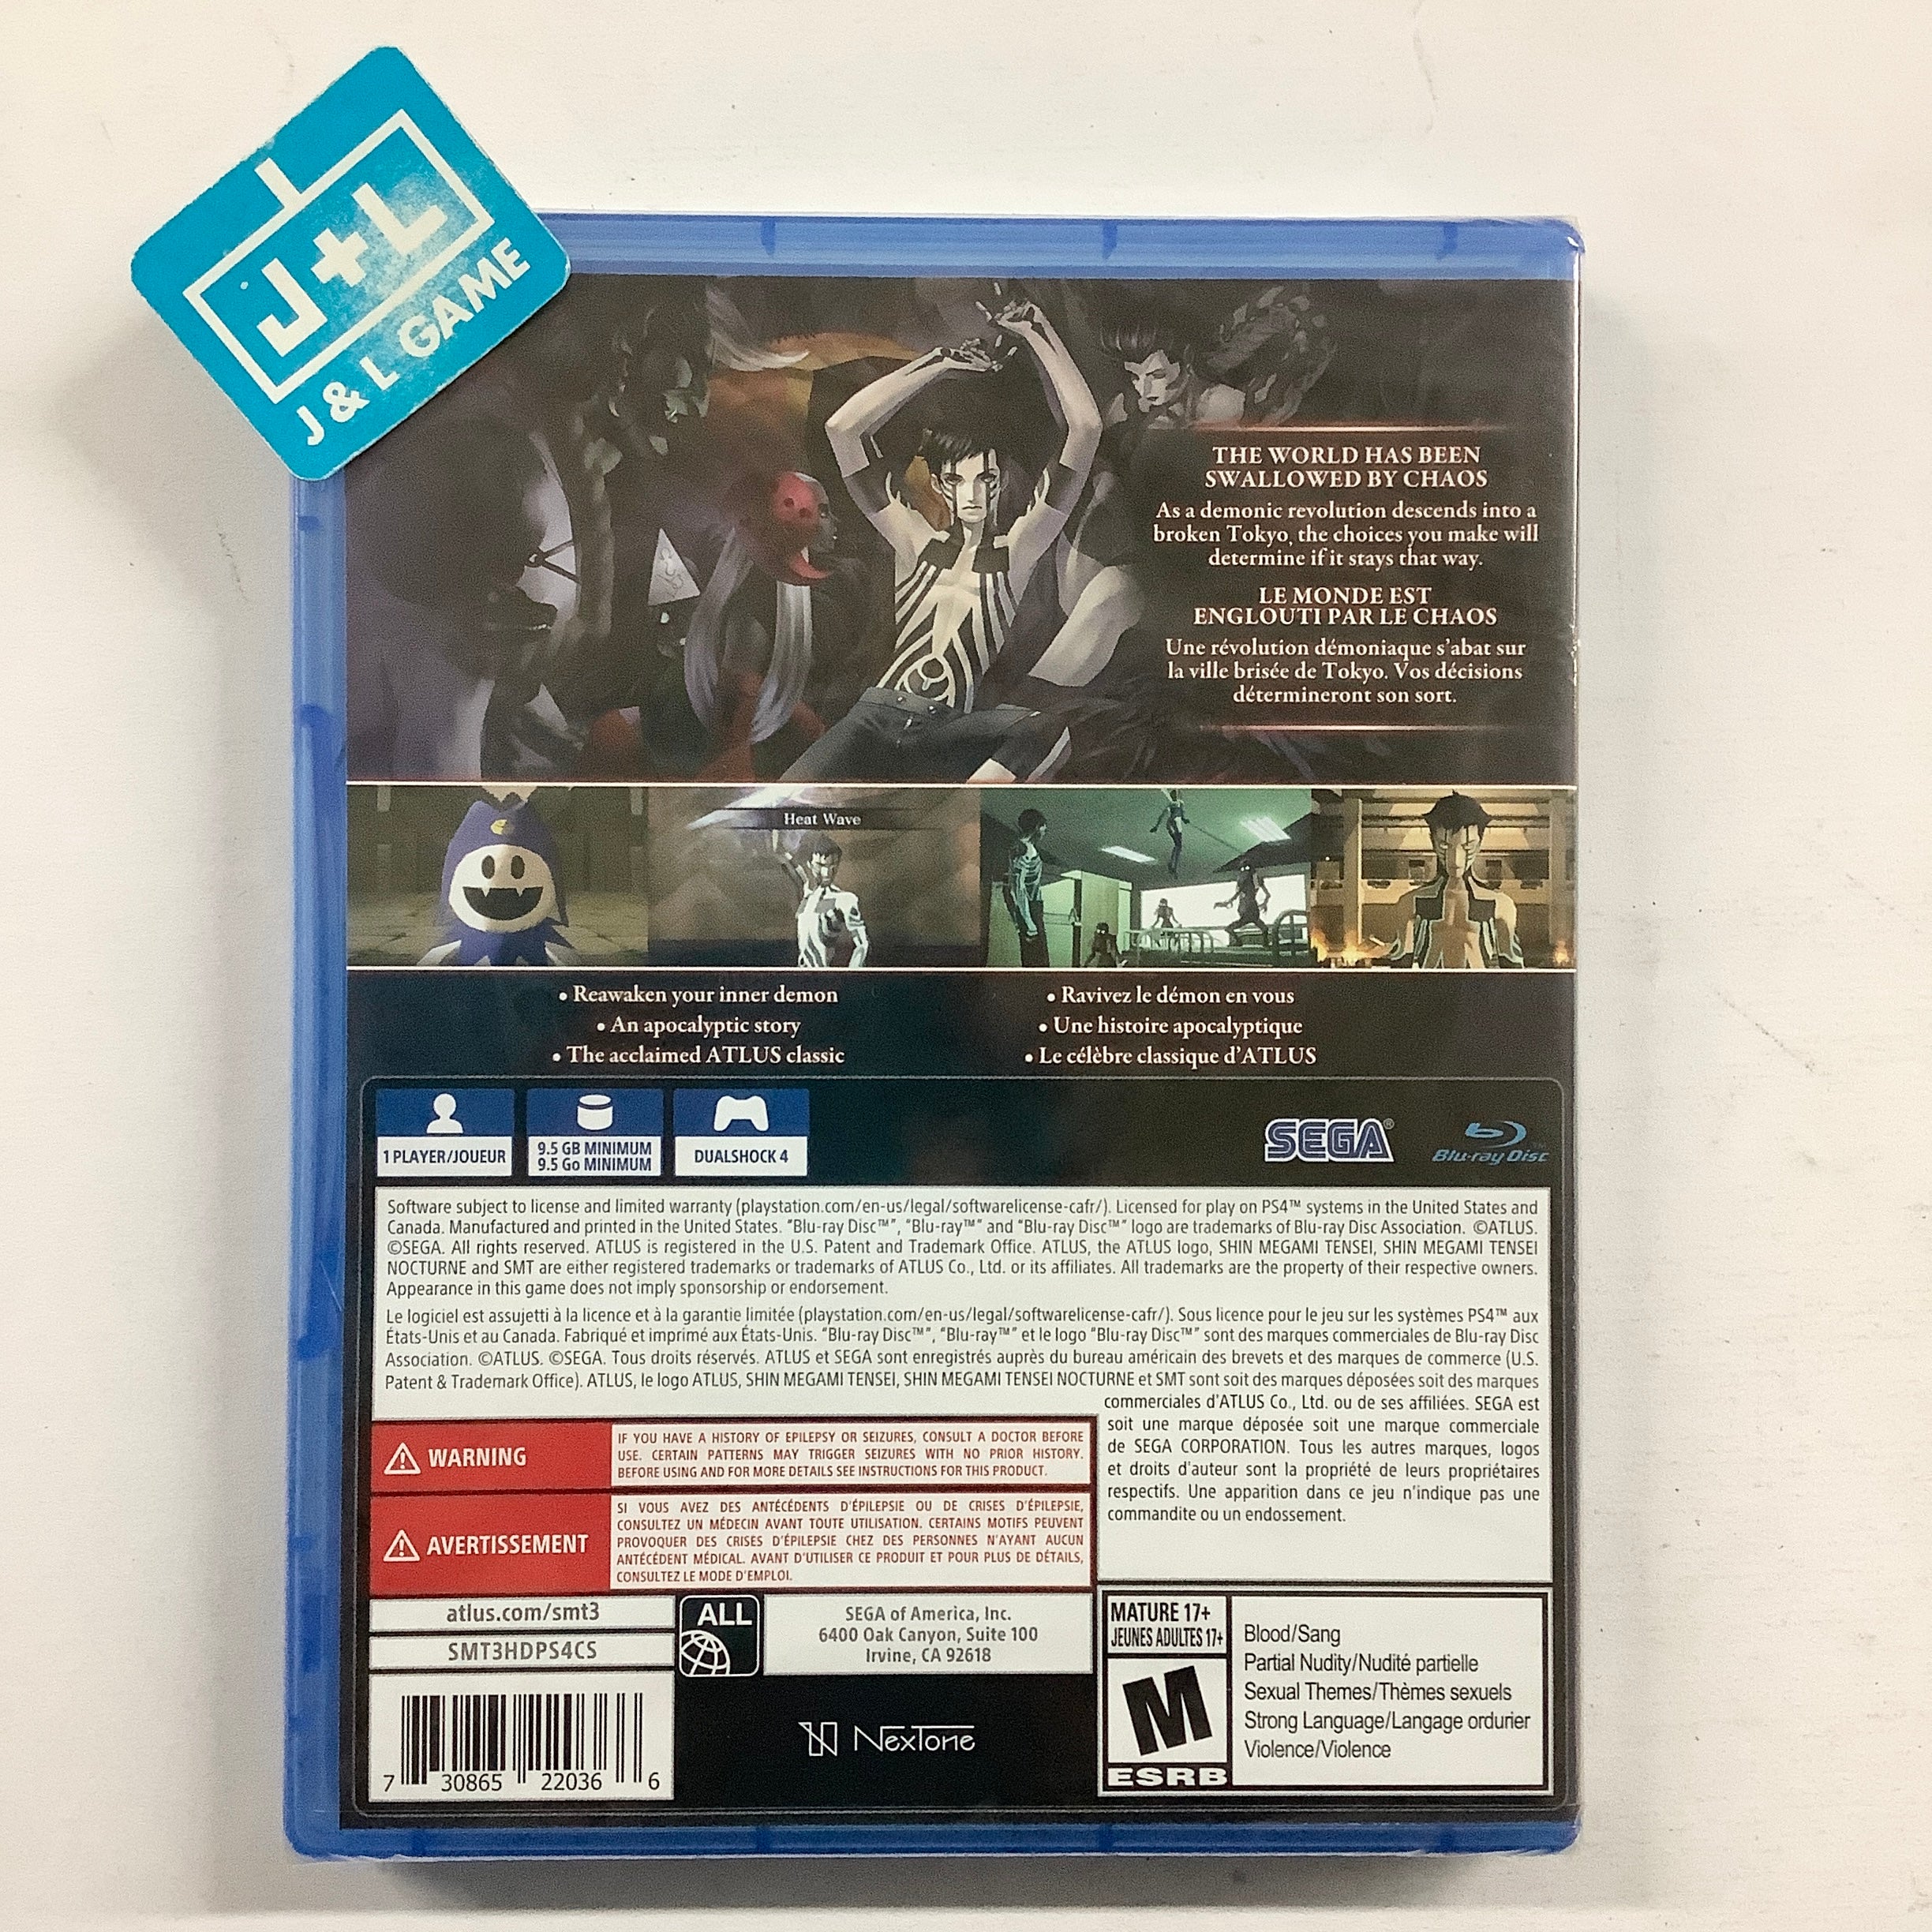 J+L
J & L GAME
THE WORLD HAS BEEN
SWALLOWED BY CHAOS
As a demonic revolution descends into a
broken Tokyo, the choices you make will
determine if it stays that way.
LE MONDE EST
ENGLOUTI PAR LE CHAOS
Une révolution démoniaque s'abat sur
la ville brisée de Tokyo. Vos décisions
détermineront son sort.
Heat Wave
• Reawaken your inner demon
• An apocalyptic story
• The acclaimed ATLUS classic
• Ravivez le démon en vous
• Une histoire apocalyptique
• Le célèbre classique d'ATLUS
1 PLAYER/JOUEUR
9.5 GB MINIMUM
9.5 Go MINIMUM
DUALSHOCK 4
SEGA®
Blu-ray Disc™
Software subject to license and limited warranty (playstation.com/en-us/legal/softwarelicense-cafr/). Licensed for play on PS4™ systems in the United States and
Canada. Manufactured and printed in the United States. "Blu-ray Disc™", "Blu-ray™" and "Blu-ray Disc™" logo are trademarks of Blu-ray Disc Association. ©ATLUS.
©SEGA. All rights reserved. ATLUS is registered in the U.S. Patent and Trademark Office. ATLUS, the ATLUS logo, SHIN MEGAMI TENSEI, SHIN MEGAMI TENSEI
NOCTURNE and SMT are either registered trademarks or trademarks of ATLUS Co., Ltd. or its affiliates. All trademarks are the property of their respective owners.
Appearance in this game does not imply sponsorship or endorsement.
Le logiciel est assujetti à la licence et à la garantie limitée (playstation.com/en-us/legal/softwarelicense-cafr/). Sous licence pour le jeu sur les systèmes PS4™ aux
États-Unis et au Canada. Fabriqué et imprimé aux États-Unis. "Blu-ray Disc™", "Blu-ray™" et le logo "Blu-ray Disc™" sont des marques commerciales de Blu-ray Disc
Association. ©ATLUS. ©SEGA. Tous droits réservés. ATLUS et SEGA sont enregistrés auprès du bureau américain des brevets et des marques de commerce (U.S.
Patent & Trademark Office). ATLUS, le logo ATLUS, SHIN MEGAMI TENSEI, SHIN MEGAMI TENSEI NOCTURNE et SMT sont soit des marques déposées soit des marques
commerciales d'ATLUS Co., Ltd. ou de ses affiliées. SEGA est
soit une marque déposée soit une marque commerciale
de SEGA CORPORATION. Tous les autres marques, logos
et droits d'auteur sont la propriété de leurs propriétaires
respectifs. Une apparition dans ce jeu n'indique pas une
commandite ou un endossement.
WARNING
IF YOU HAVE A HISTORY OF EPILEPSY OR SEIZURES, CONSULT A DOCTOR BEFORE
USE. CERTAIN PATTERNS MAY TRIGGER SEIZURES WITH NO PRIOR HISTORY.
BEFORE USING AND FOR MORE DETAILS SEE INSTRUCTIONS FOR THIS PRODUCT.
AVERTISSEMENT
SI VOUS AVEZ DES ANTÉCÉDENTS D'ÉPILEPSIE OU DE CRISES D'ÉPILEPSIE,
CONSULTEZ UN MÉDECIN AVANT TOUTE UTILISATION. CERTAINS MOTIFS PEUVENT
PROVOQUER DES CRISES D'ÉPILEPSIE CHEZ DES PERSONNES N'AYANT AUCUN
ANTÉCÉDENT MÉDICAL. AVANT D'UTILISER CE PRODUIT ET POUR PLUS DE DÉTAILS,
CONSULTEZ LE MODE D'EMPLOI.
atlus.com/smt3
SMT3HDPS4CS
ALL
SEGA of America, Inc.
6400 Oak Canyon, Suite 100
Irvine, CA 92618
7 30865 22036 6
NexTone
MATURE 17+
JEUNES ADULTES 17+
M
ESRB
Blood/Sang
Partial Nudity/Nudité partielle
Sexual Themes/Thèmes sexuels
Strong Language/Langage ordurier
Violence/Violence